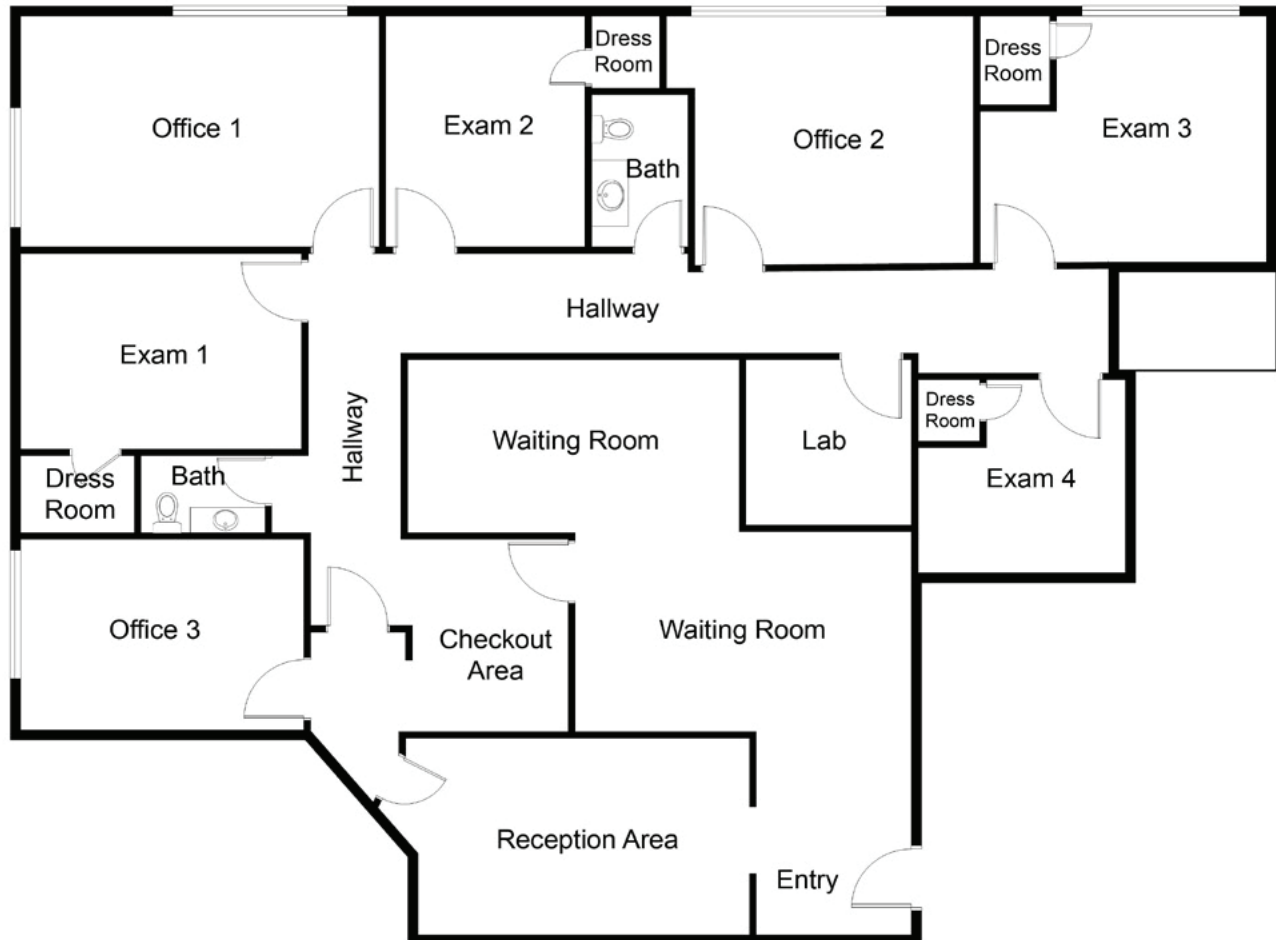 Dress
Room
Dress
Room
Office 1
Exam 2
Office 2
Exam 3
Bath
Hallway
Exam 1
Hallway
Waiting Room
Lab
Dress
Room
Exam 4
Dress
Room
Bath
Office 3
Checkout
Area
Waiting Room
Reception Area
Entry